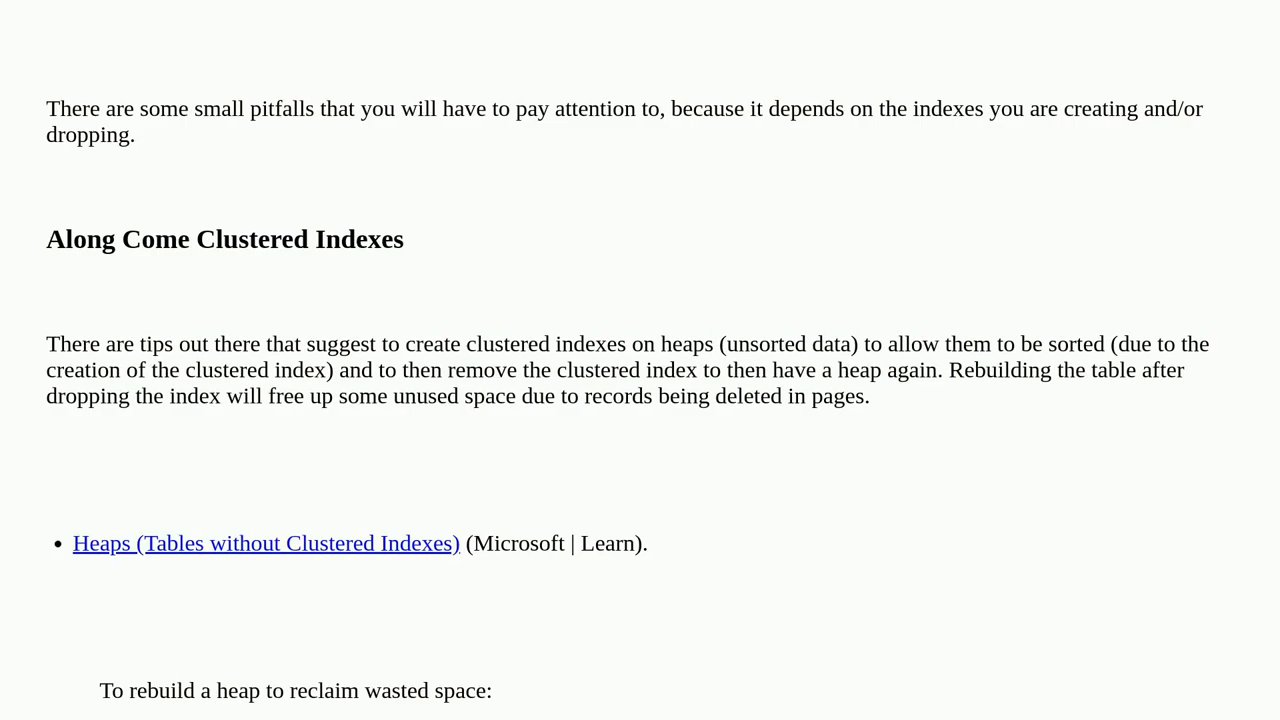 There are some small pitfalls that you will have to pay attention to, because it depends on the indexes you are creating and/or
dropping.
Along Come Clustered Indexes
There are tips out there that suggest to create clustered indexes on heaps (unsorted data) to allow them to be sorted (due to the
creation of the clustered index) and to then remove the clustered index to then have a heap again. Rebuilding the table after
dropping the index will free up some unused space due to records being deleted in pages.
• Heaps (Tables without Clustered Indexes) (Microsoft | Learn).
To rebuild a heap to reclaim wasted space: